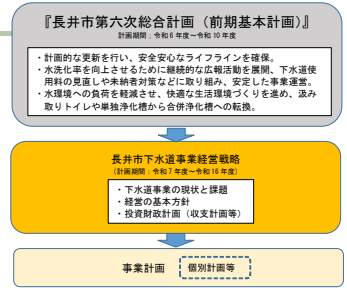 『長井市第六次総合計画（前期基本計画）』
計画期間：令和6年度～令和10年度
・計画的な更新を行い、安全安心なライフラインを確保。
・水洗化率を向上させるために継続的な広報活動を展開、下水道使
用料の見直しや未納者対策などに取り組み、安定した事業運営。
・水環境への負荷を軽減させ、快適な生活環境づくりを進め、汲み
取りトイレや単独浄化槽から合併浄化槽への転換。
長井市下水道事業経営戦略
（計画期間：令和7年度～令和16年度）
・下水道事業の現状と課題
・経営の基本方針
・投資財政計画（収支計画等）
事業計画 個別計画等